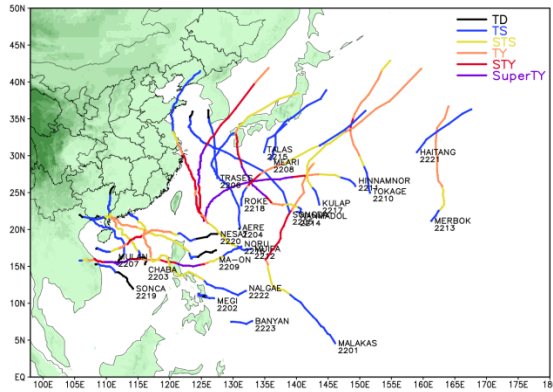 50N
45N
40N
35N
30N
25N
20N
15N
10N
5N
EQ
TD
TS
STS
TY
STY
SuperTY
TALAS
2215
MEARI
2208
HAITANG
2221
TRASES
2206
HINNAMNOR
2211
TOKAGE
2210
ROKE
2218
KULAP
2217
2214
MERBOK
2213
AERE
2204
NESAT
2220
NORU
2212
MA-ON
2209
MULAN
2207
CHABA
2203
SONCA
2219
NALGAE
2222
MEGI
2202
BANYAN
2223
MALAKAS
2201
100E
105E
110E
115E
120E
125E
130E
135E
140E
145E
150E
155E
160E
165E
170E
175E